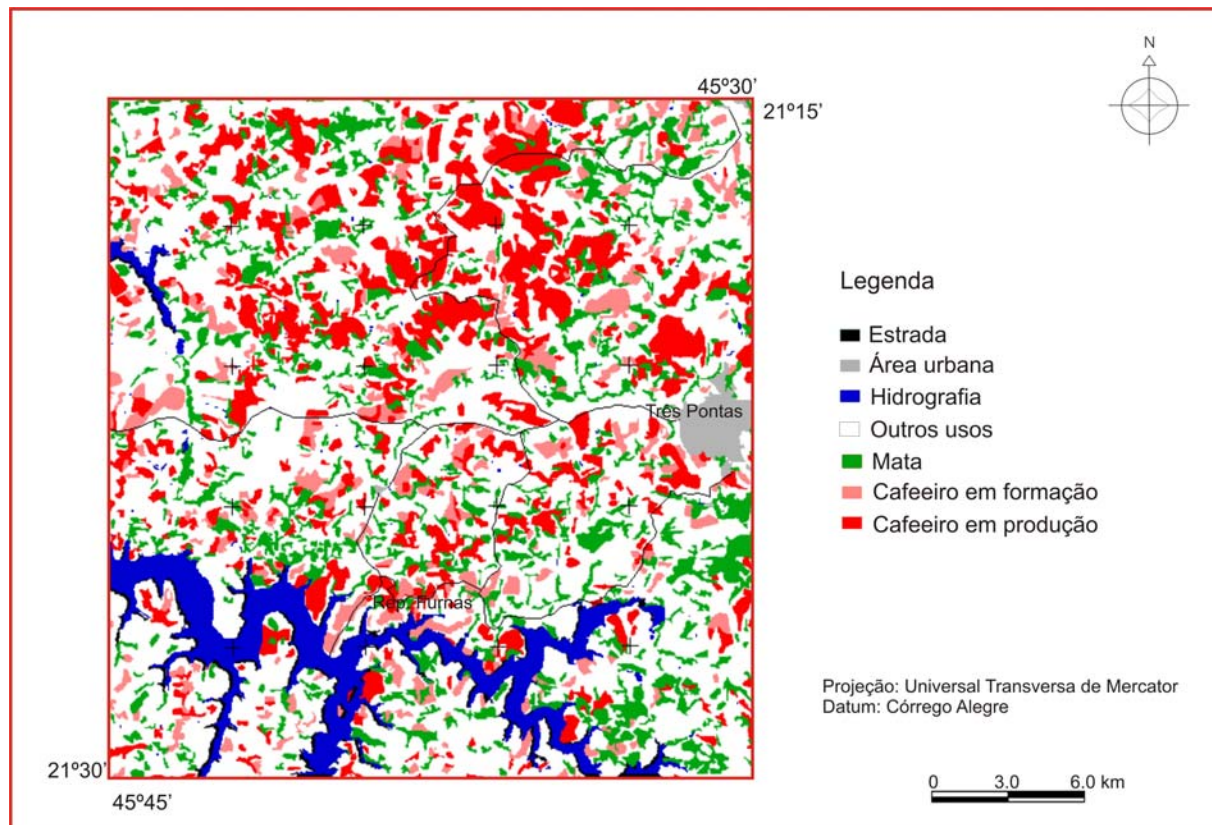 N
45º30’
21º15’
Legenda
Estrada
Área urbana
Hidrografia
Outros usos
Mata
Cafeeiro em formação
Cafeeiro em produção
Três Pontas
Rep. Furnas
Projeção: Universal Transversa de Mercator
Datum: Córrego Alegre
21º30’
45º45’
0 3.0 6.0 km